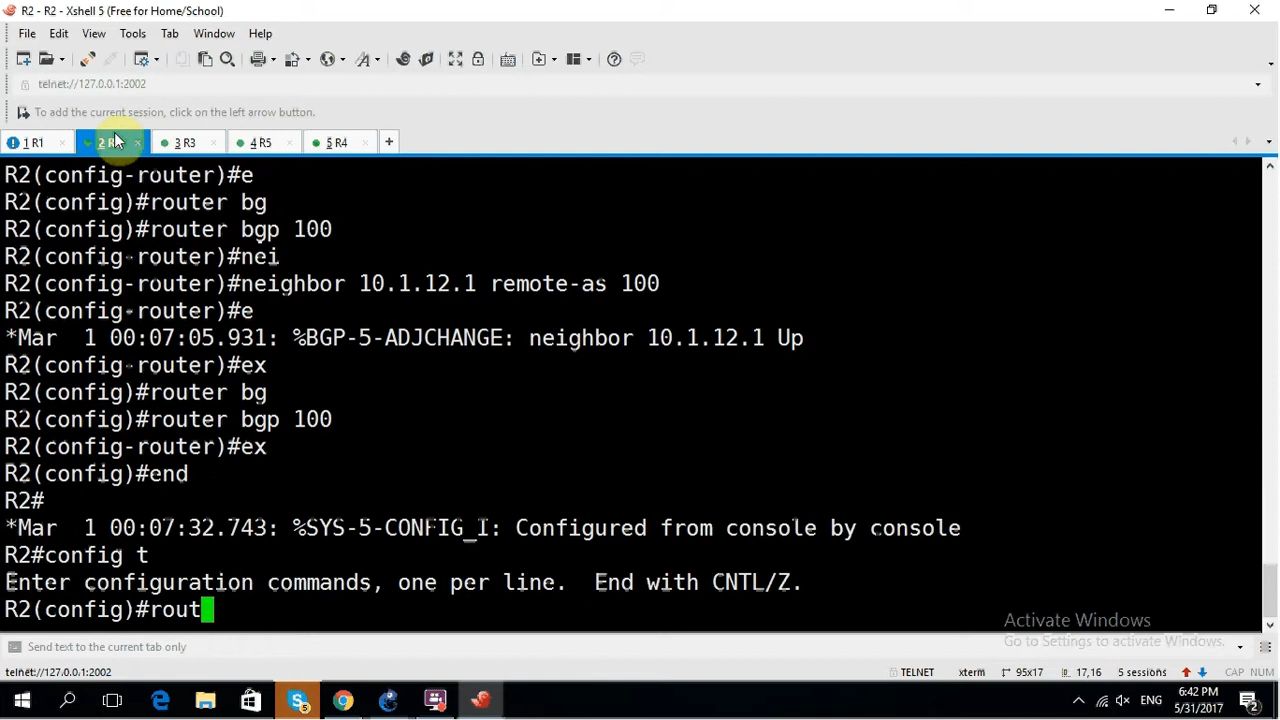 R2 - R2 - Xshell 5 (Free for Home/School)
File Edit View Tools Tab Window Help
telnet://127.0.0.1:2002
To add the current session, click on the left arrow button.
1 R1 2 R 3 R3 4 R5 5 R4
R2(config-router)#e
R2(config)#router bg
R2(config)#router bgp 100
R2(config-router)#nei
R2(config-router)#neighbor 10.1.12.1 remote-as 100
R2(config-router)#e
*Mar  1 00:07:05.931: %BGP-5-ADJCHANGE: neighbor 10.1.12.1 Up
R2(config-router)#ex
R2(config)#router bg
R2(config)#router bgp 100
R2(config-router)#ex
R2(config)#end
R2#
*Mar  1 00:07:32.743: %SYS-5-CONFIG_I: Configured from console by console
R2#config t
Enter configuration commands, one per line.  End with CNTL/Z.
R2(config)#rout
Activate Windows
Go to Settings to activate Windows.
Send text to the current tab only
telnet://127.0.0.1:2002 TELNET xterm 95x17 17,16 5 sessions CAP NUM
ENG 6:42 PM
5/31/2017